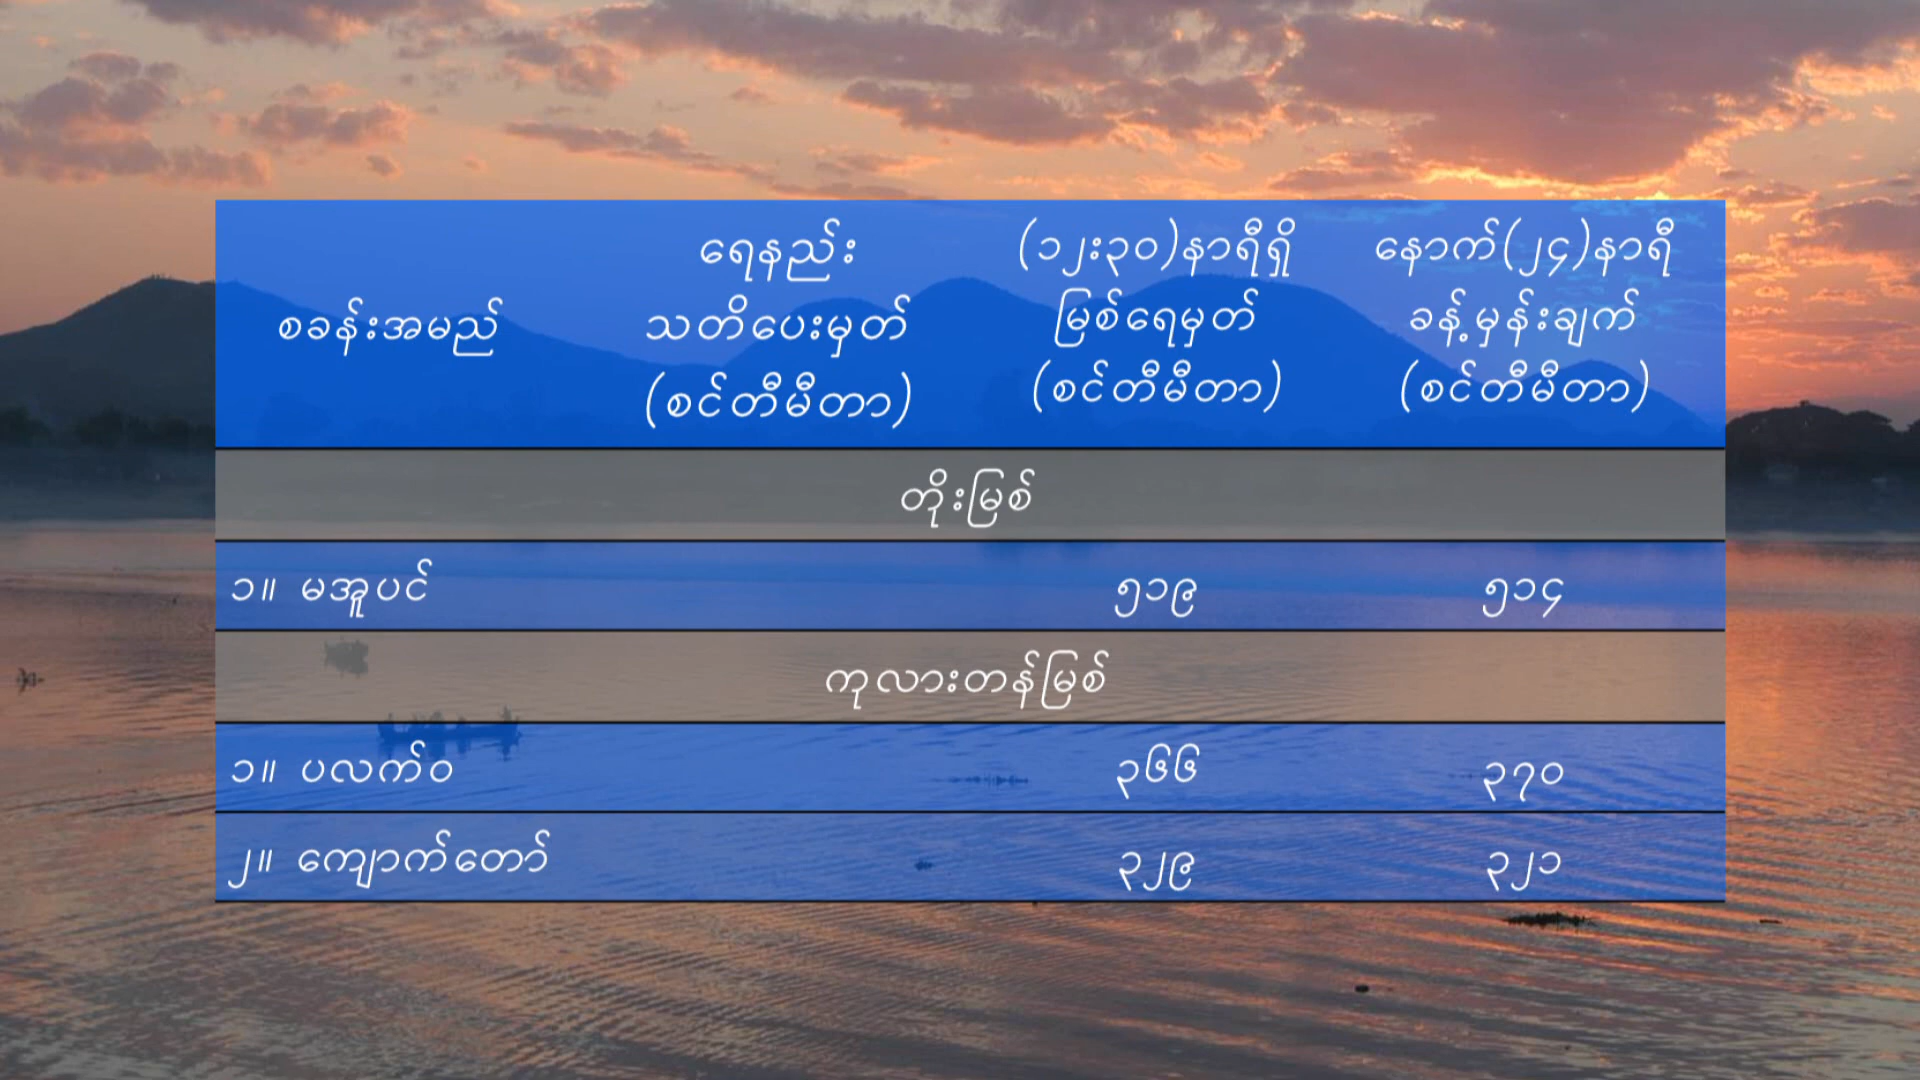 စခန်းအမည်
ရေနည်း
သတိပေးမှတ်
(စင်တီမီတာ)
(၁၂း၃၀)နာရီရှိ
မြစ်ရေမှတ်
(စင်တီမီတာ)
နောက်(၂၄)နာရီ
ခန့်မှန်းချက်
(စင်တီမီတာ)
တိုးမြစ်
၁။ မအူပင် ၅၁၉ ၅၁၄
ကုလားတန်မြစ်
၁။ ပလက်ဝ ၃၆၆ ၃၇၀
၂။ ကျောက်တော် ၃၂၉ ၃၂၁